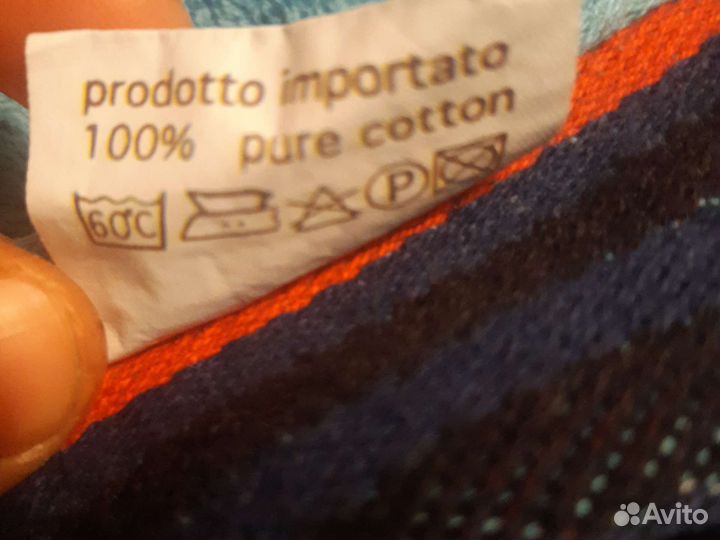 prodotto importato
100% pure cotton
60°C P
Avito